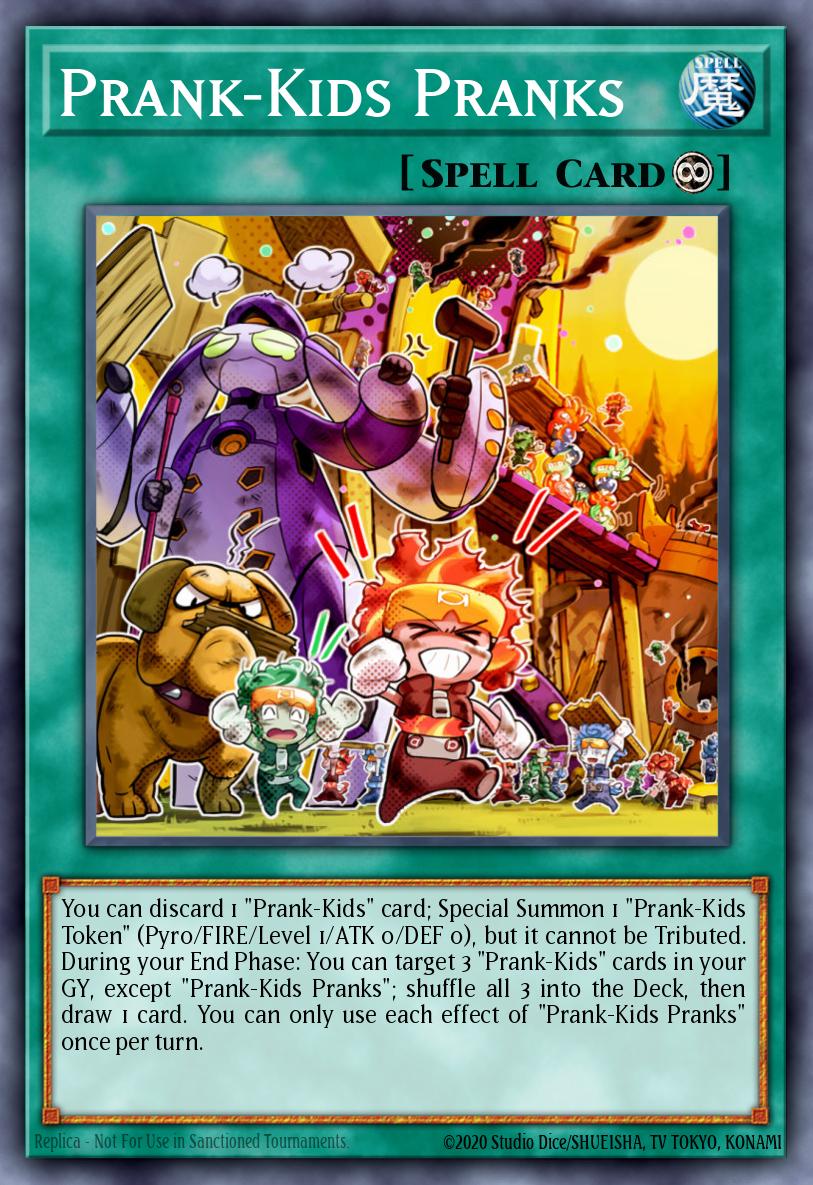 Prank-Kids Pranks
SPELL
魔
[Spell Card]
You can discard 1 "Prank-Kids" card; Special Summon 1 "Prank-Kids
Token" (Pyro/FIRE/Level 1/ATK 0/DEF 0), but it cannot be Tributed.
During your End Phase: You can target 3 "Prank-Kids" cards in your
GY, except "Prank-Kids Pranks"; shuffle all 3 into the Deck, then
draw 1 card. You can only use each effect of "Prank-Kids Pranks"
once per turn.
Replica - Not For Use in Sanctioned Tournaments.
©2020 Studio Dice/SHUEISHA, TV TOKYO, KONAMI